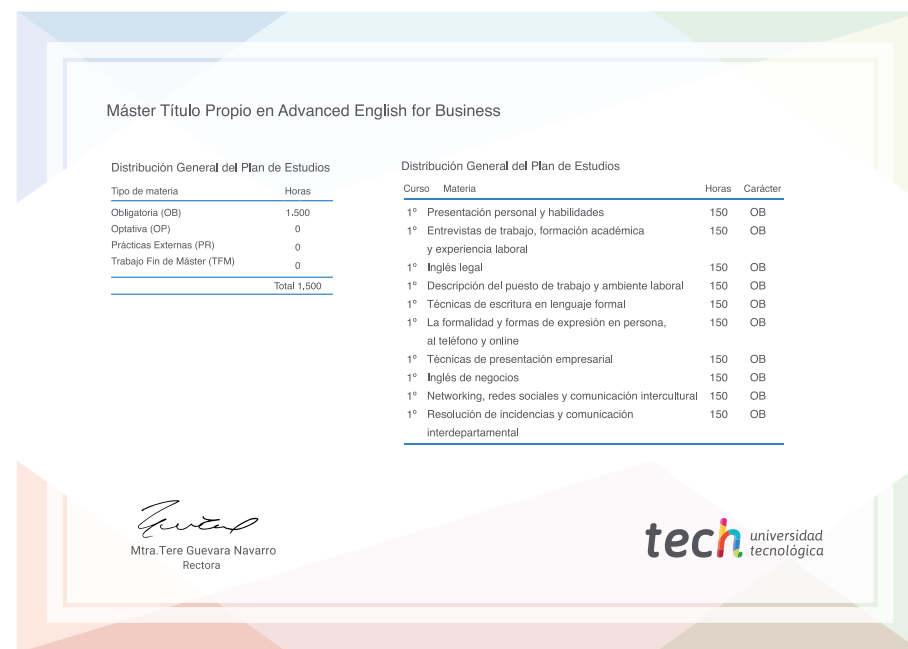 Máster Título Propio en Advanced English for Business
Distribución General del Plan de Estudios
Tipo de materia Horas
Obligatoria (OB) 1.500
Optativa (OP) 0
Prácticas Externas (PR) 0
Trabajo Fin de Máster (TFM) 0
Total 1,500
Distribución General del Plan de Estudios
Curso Materia Horas Carácter
1º Presentación personal y habilidades 150 OB
1º Entrevistas de trabajo, formación académica 150 OB
y experiencia laboral
1º Inglés legal 150 OB
1º Descripción del puesto de trabajo y ambiente laboral 150 OB
1º Técnicas de escritura en lenguaje formal 150 OB
1º La formalidad y formas de expresión en persona, 150 OB
al teléfono y online
1º Técnicas de presentación empresarial 150 OB
1º Inglés de negocios 150 OB
1º Networking, redes sociales y comunicación intercultural 150 OB
1º Resolución de incidencias y comunicación 150 OB
interdepartamental
Mtra.Tere Guevara Navarro
Rectora
tech universidad
tecnológica